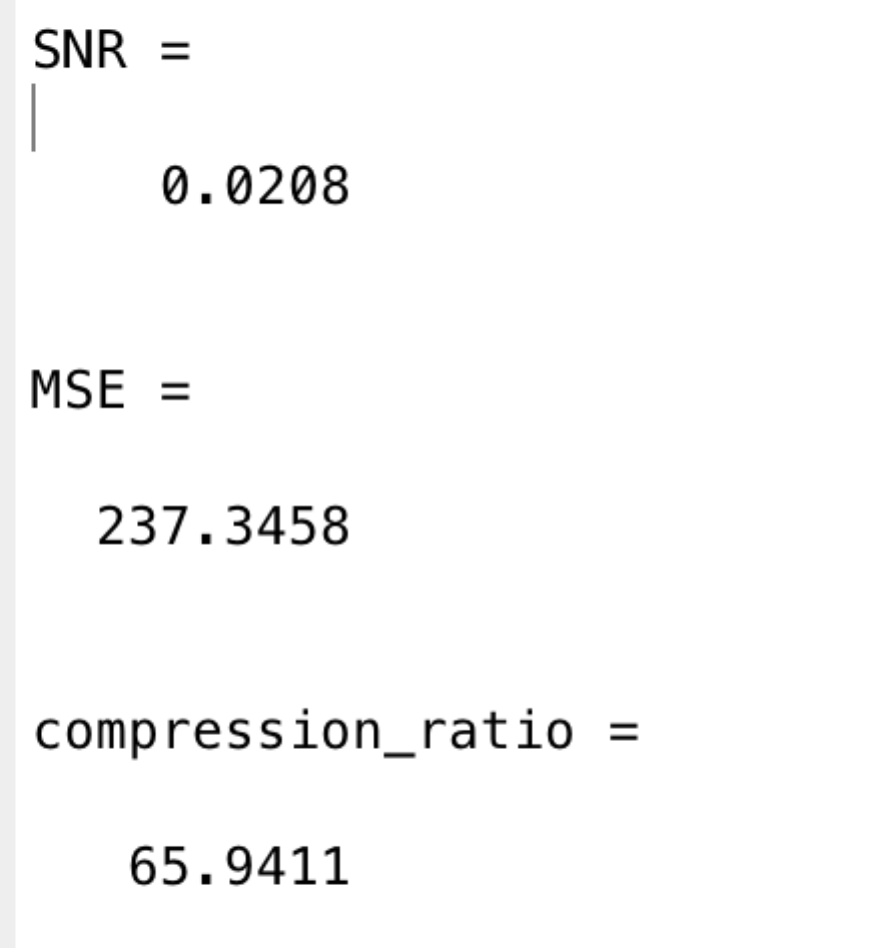 SNR =
0.0208
MSE =
237.3458
compression_ratio =
65.9411